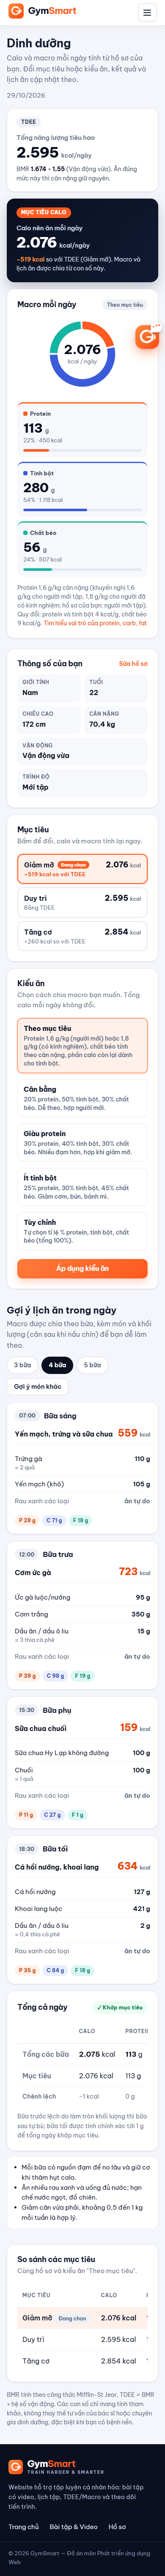 GymSmart
Dinh dưỡng
Calo và macro mỗi ngày tính từ hồ sơ của
bạn. Đổi mục tiêu hoặc kiểu ăn, kết quả và
lịch ăn cập nhật theo.
29/10/2026
TDEE
Tổng năng lượng tiêu hao
2.595 kcal/ngày
BMR 1.674 × 1,55 (Vận động vừa). Ăn đúng
mức này thì cân nặng giữ nguyên.
MỤC TIÊU CALO
Calo nên ăn mỗi ngày
2.076 kcal/ngày
−519 kcal so với TDEE (Giảm mỡ). Macro và
lịch ăn được chia từ con số này.
Macro mỗi ngày
Theo mục tiêu
2.076
kcal / ngày
Protein
113 g
22% · 450 kcal
Tinh bột
280 g
54% · 1.118 kcal
Chất béo
56 g
24% · 507 kcal
Protein 1,6 g/kg cân nặng (khuyến nghị 1,6
g/kg cho người mới tập, 1,8 g/kg cho người đã
có kinh nghiệm; hồ sơ của bạn: người mới).
Quy đổi: protein và tinh bột 4 kcal/g, chất béo
9 kcal/g. Tìm hiểu vai trò của protein, carb, fat
Thông số của bạn
Sửa hồ sơ
GIỚI TÍNH
Nam
TUỔI
22
CHIỀU CAO
172 cm
CÂN NẶNG
70,4 kg
VẬN ĐỘNG
Vận động vừa
TRÌNH ĐỘ
Mới tập
Mục tiêu
Bấm để đổi, calo và macro tính lại ngay.
Giảm mỡ Đang chọn 2.076 kcal
−519 kcal so với TDEE
Duy trì 2.595 kcal
Bằng TDEE
Tăng cơ 2.854 kcal
+260 kcal so với TDEE
Kiểu ăn
Chọn cách chia macro bạn muốn. Tổng
calo mỗi ngày không đổi.
Theo mục tiêu
Protein 1,6 g/kg (người mới) hoặc 1,8
g/kg (có kinh nghiệm), chất béo tính
theo cân nặng, phần calo còn lại dành
cho tinh bột.
Cân bằng
20% protein, 50% tinh bột, 30% chất
béo. Dễ theo, hợp mọi người.
Giàu protein
30% protein, 40% tinh bột, 30% chất
béo. Nhiều đạm hơn, hợp khi giảm mỡ.
Ít tinh bột
25% protein, 30% tinh bột, 45% chất
béo. Giảm cơm, bún, bánh mì.
Tùy chỉnh
Tự chọn tỉ lệ % protein, tinh bột, chất
béo (tổng 100%).
Áp dụng kiểu ăn
Gợi ý lịch ăn trong ngày
Macro được chia theo bữa, kèm món và khối
lượng (cân sau khi nấu chín) để bạn dễ làm
theo.
3 bữa
4 bữa
5 bữa
Gợi ý món khác
07:00 Bữa sáng
Yến mạch, trứng và sữa chua 559 kcal
Trứng gà 110 g
≈ 2 quả
Yến mạch (khô) 105 g
Rau xanh các loại ăn tự do
P 28 g C 71 g F 18 g
12:00 Bữa trưa
Cơm ức gà 723 kcal
Ức gà luộc/nướng 95 g
Cơm trắng 350 g
Dầu ăn / dầu ô liu 15 g
≈ 3 thìa cà phê
Rau xanh các loại ăn tự do
P 39 g C 98 g F 19 g
15:30 Bữa phụ
Sữa chua chuối 159 kcal
Sữa chua Hy Lạp không đường 100 g
Chuối 100 g
≈ 1 quả
Rau xanh các loại ăn tự do
P 11 g C 27 g F 1 g
18:30 Bữa tối
Cá hồi nướng, khoai lang 634 kcal
Cá hồi nướng 127 g
Khoai lang luộc 421 g
Dầu ăn / dầu ô liu 2 g
≈ 0,4 thìa cà phê
Rau xanh các loại ăn tự do
P 35 g C 84 g F 18 g
Tổng cả ngày
✓ Khớp mục tiêu
CALO PROTEIN
Tổng các bữa 2.075 kcal 113 g
Mục tiêu 2.076 kcal 113 g
Chênh lệch −1 kcal 0 g
Bữa trước lệch do làm tròn khối lượng thì bữa
sau tự bù; bữa tối được tinh chỉnh xác tới 1 g
để tổng ngày khớp mục tiêu.
Mỗi bữa có nguồn đạm để no lâu và giữ cơ
khi thâm hụt calo.
Ăn nhiều rau xanh và uống đủ nước; hạn
chế nước ngọt, đồ chiên.
Giảm cân vừa phải, khoảng 0,5 đến 1 kg
mỗi tuần là hợp lý.
So sánh các mục tiêu
Cùng hồ sơ và kiểu ăn "Theo mục tiêu".
MỤC TIÊU CALO
Giảm mỡ Đang chọn 2.076 kcal
Duy trì 2.595 kcal
Tăng cơ 2.854 kcal
BMR tính theo công thức Mifflin-St Jeor, TDEE = BMR
× hệ số vận động. Các con số chỉ mang tính tham
khảo, không thay thế tư vấn của bác sĩ hoặc chuyên
gia dinh dưỡng, đặc biệt khi bạn có bệnh nền.
GymSmart
TRAIN HARDER & SMARTER
Website hỗ trợ tập luyện cá nhân hóa: bài tập
có video, lịch tập, TDEE/Macro và theo dõi
tiến trình.
Trang chủ Bài tập & Video Hồ sơ
© 2026 GymSmart — Đồ án môn Phát triển ứng dụng
Web